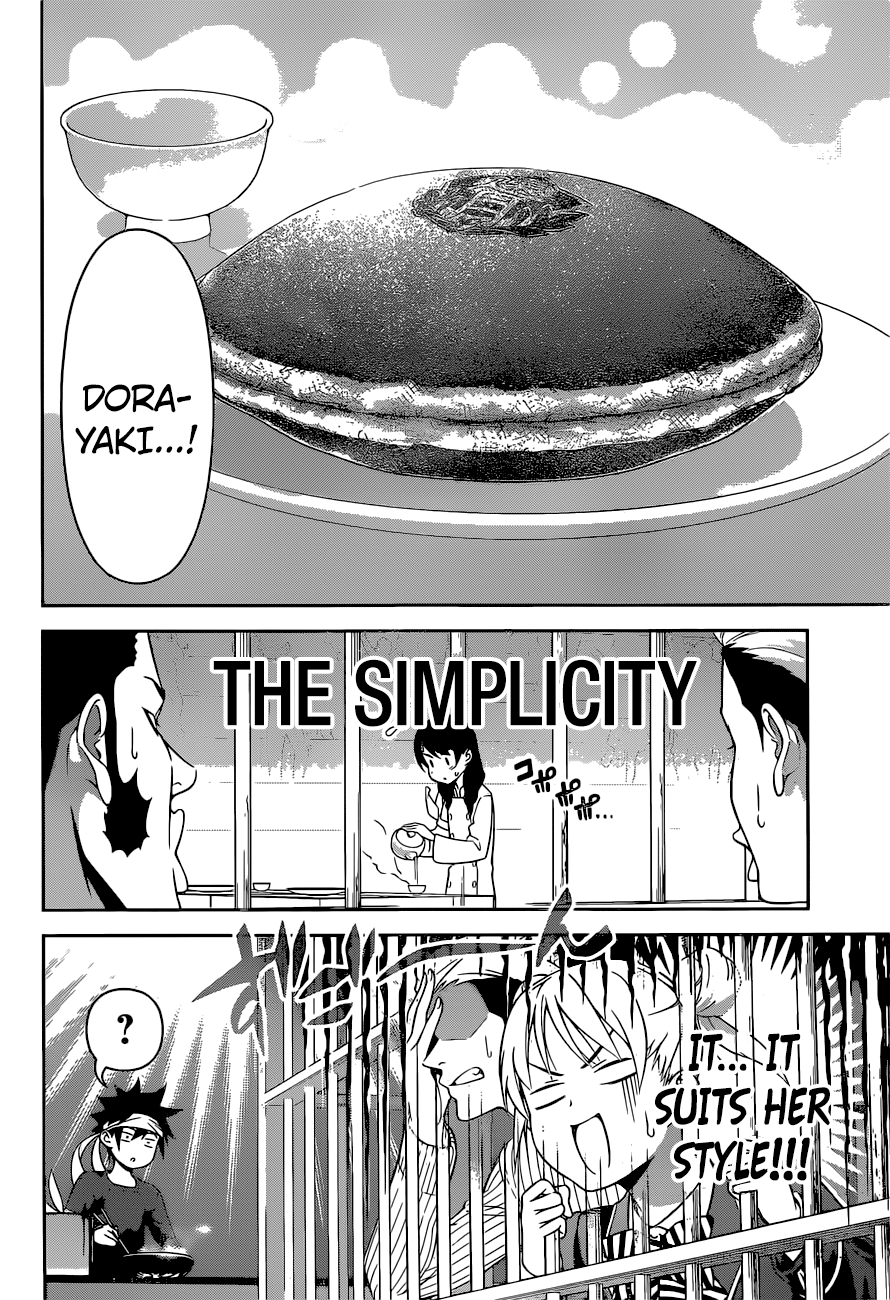 DORA-
YAKI...!
THE SIMPLICITY
コポポポ...
?
IT... IT
SUITS HER
STYLE!!!